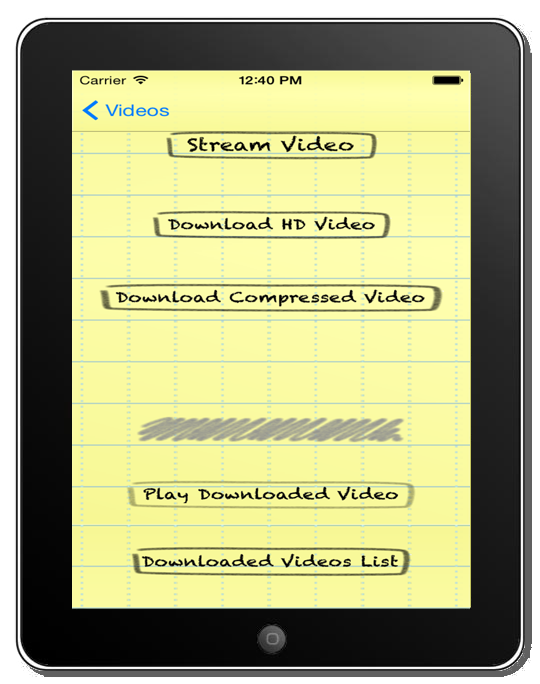 Carrier 12:40 PM
Videos
Stream Video
Download HD Video
Download Compressed Video
Play Downloaded Video
Downloaded Videos List